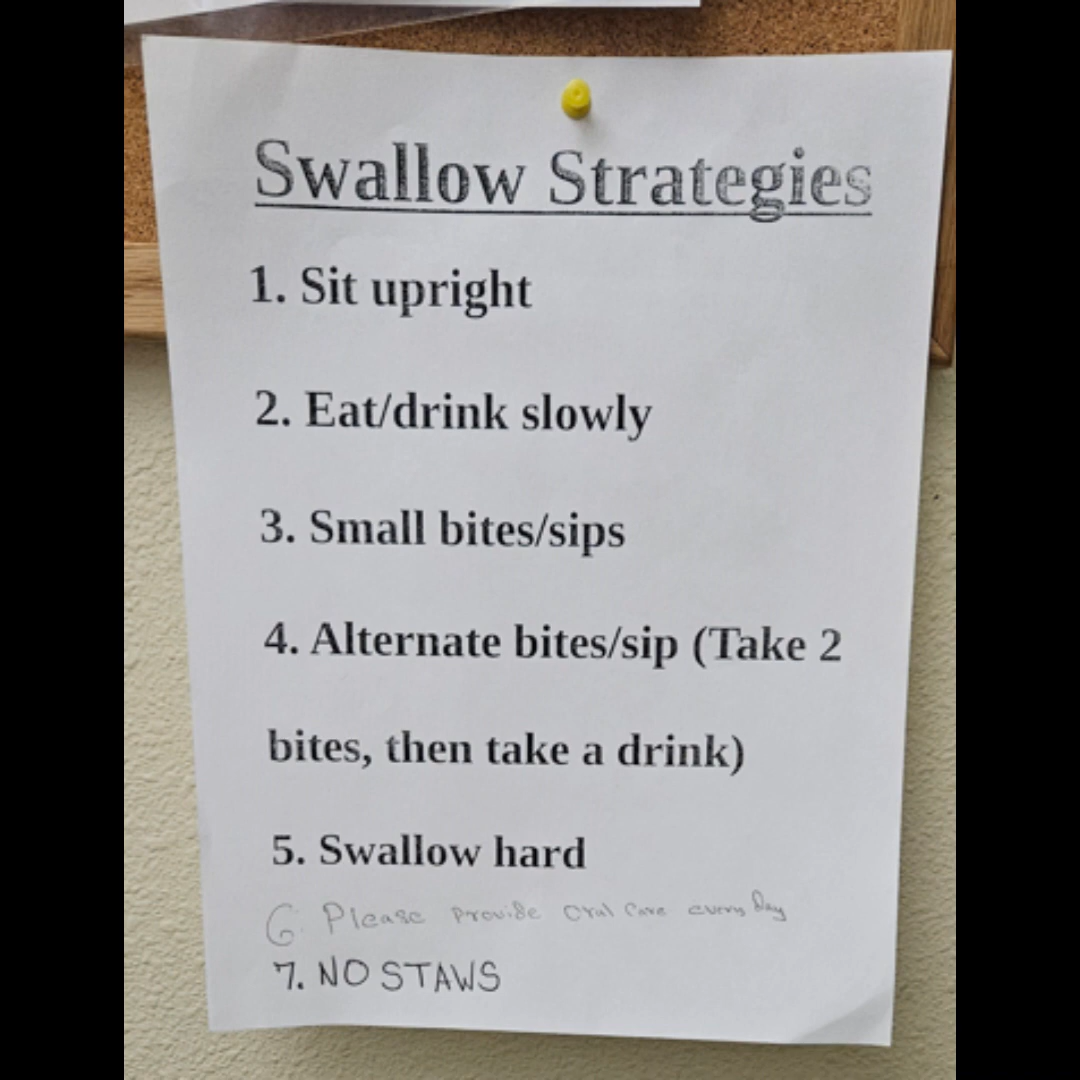 Swallow Strategies
1. Sit upright
2. Eat/drink slowly
3. Small bites/sips
4. Alternate bites/sip (Take 2
bites, then take a drink)
5. Swallow hard
6. Please provide oral care every day
7. NO STAWS